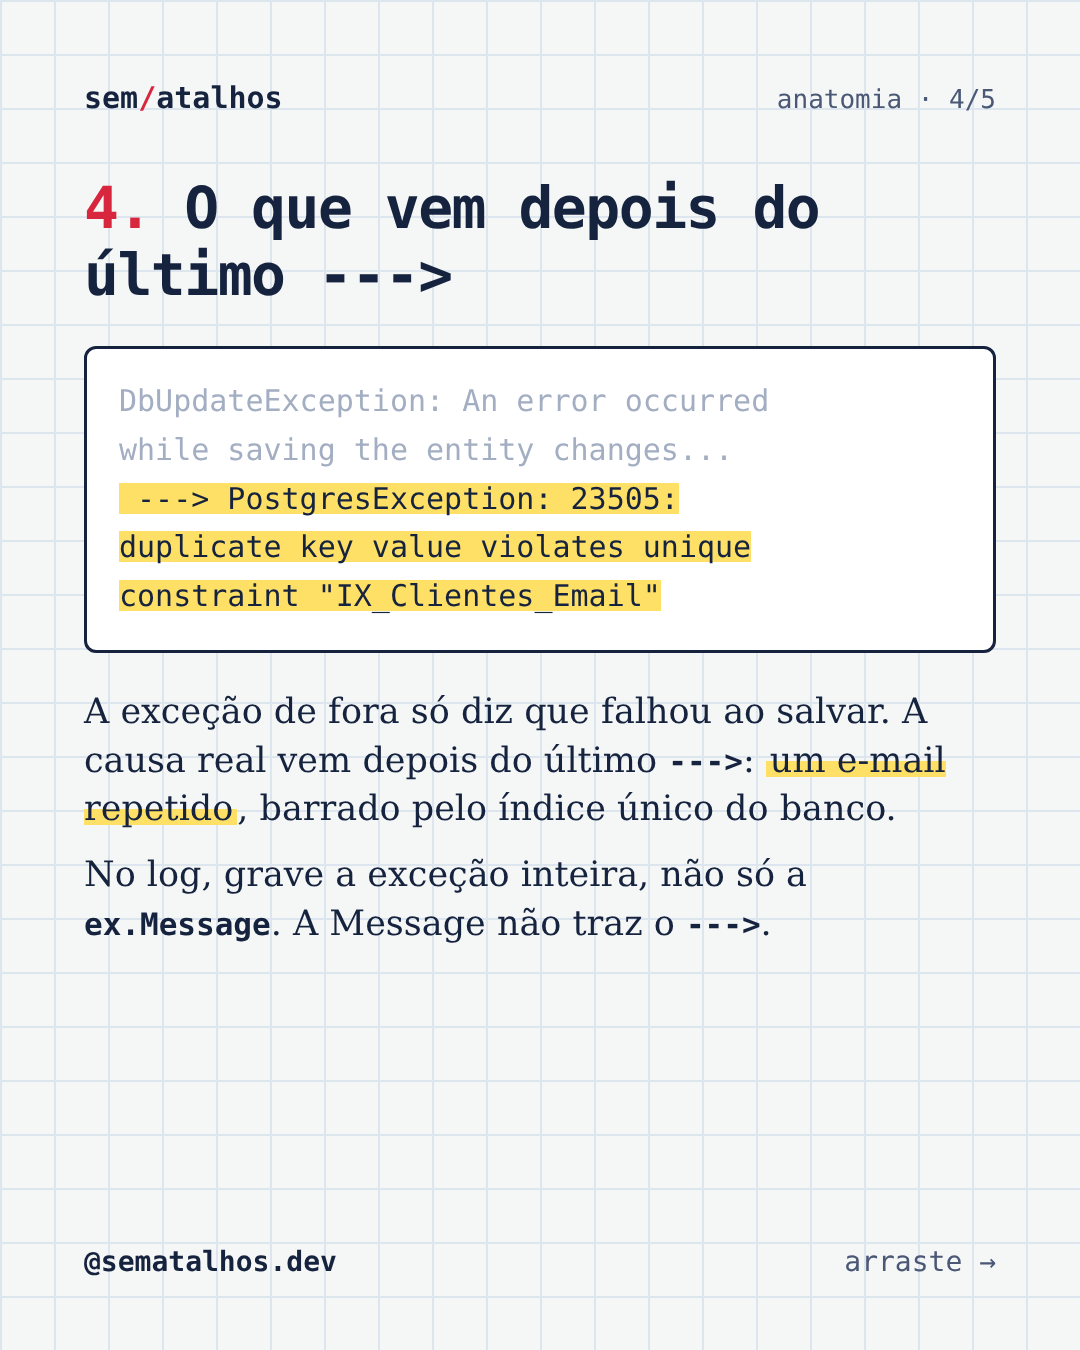 sem/atalhos
anatomia · 4/5
4. O que vem depois do
último --->
DbUpdateException: An error occurred
while saving the entity changes...
---> PostgresException: 23505:
duplicate key value violates unique
constraint "IX_Clientes_Email"
A exceção de fora só diz que falhou ao salvar. A
causa real vem depois do último --->: um e-mail
repetido, barrado pelo índice único do banco.
No log, grave a exceção inteira, não só a
ex.Message. A Message não traz o --->.
@sematalhos.dev
arraste →